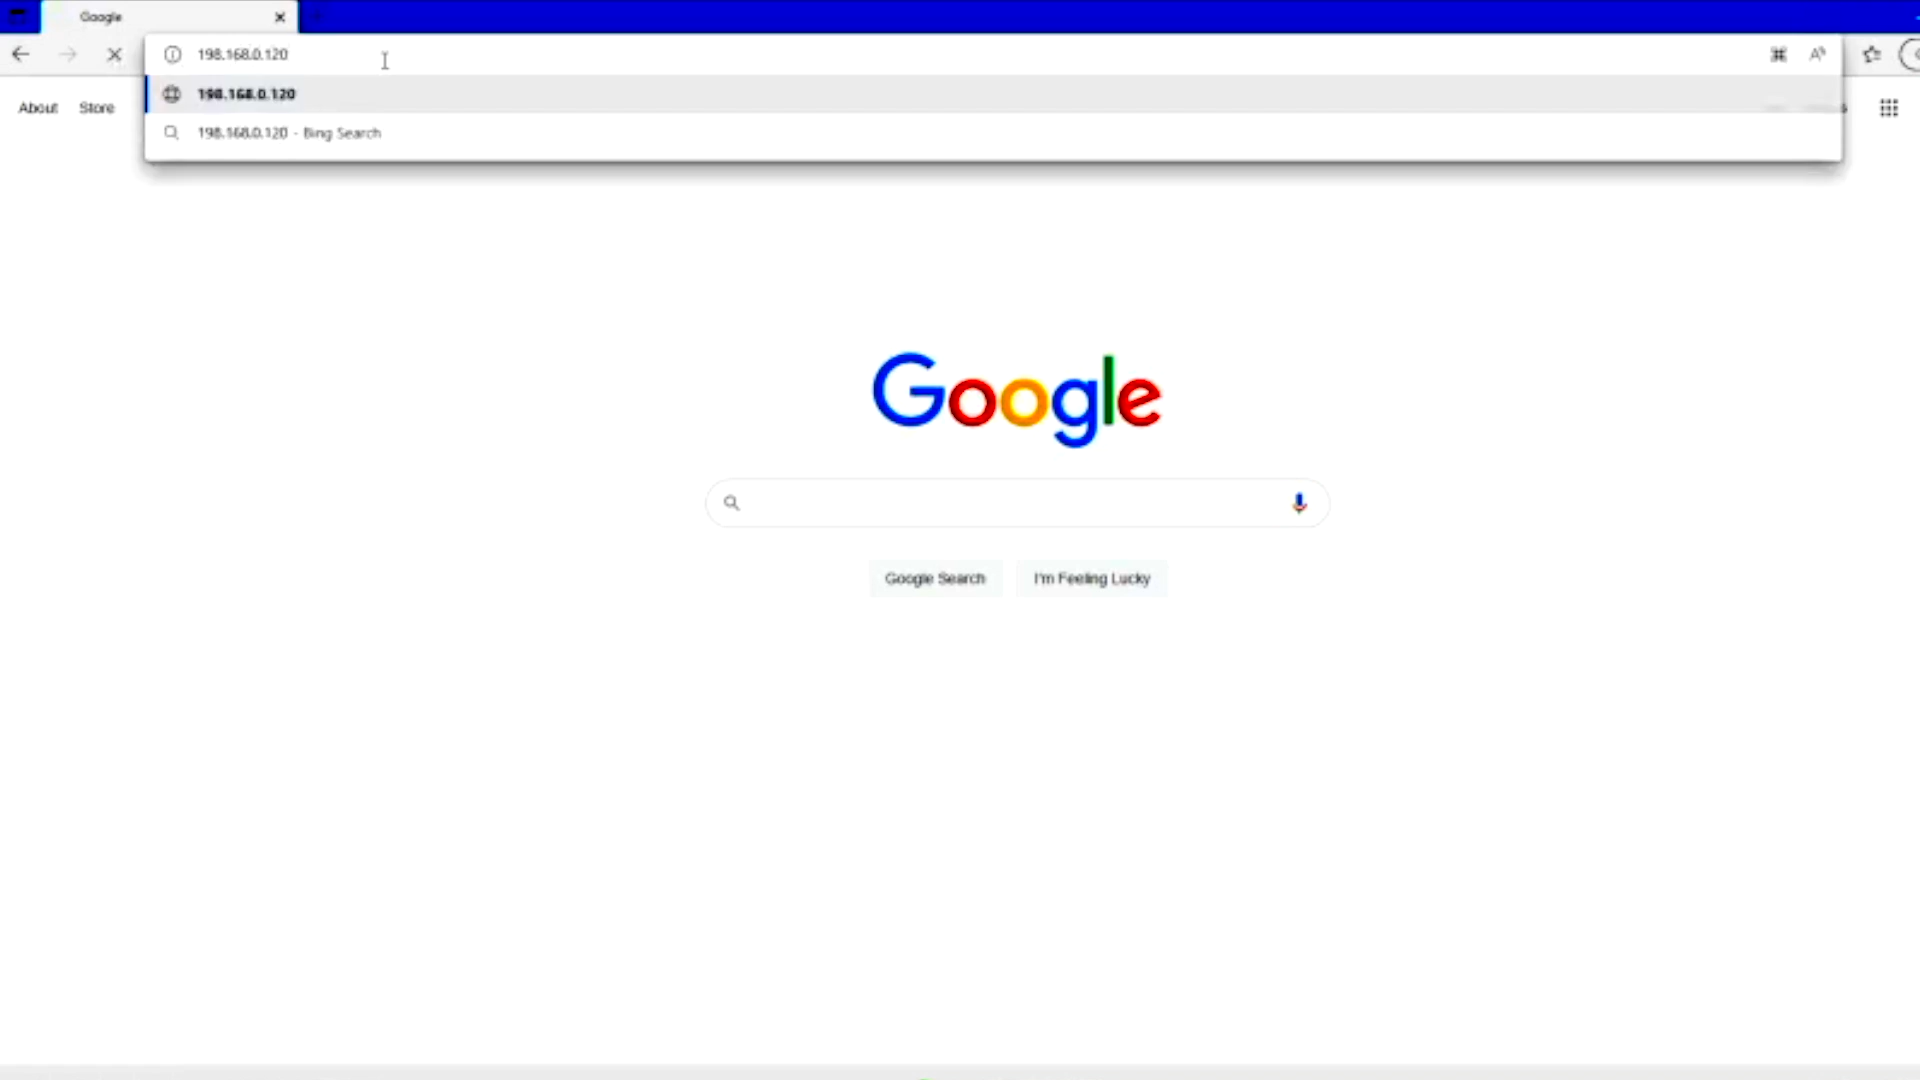 Google
198.168.0.120
198.168.0.120
198.168.0.120 - Bing Search
About Store
Google
Google Search I'm Feeling Lucky